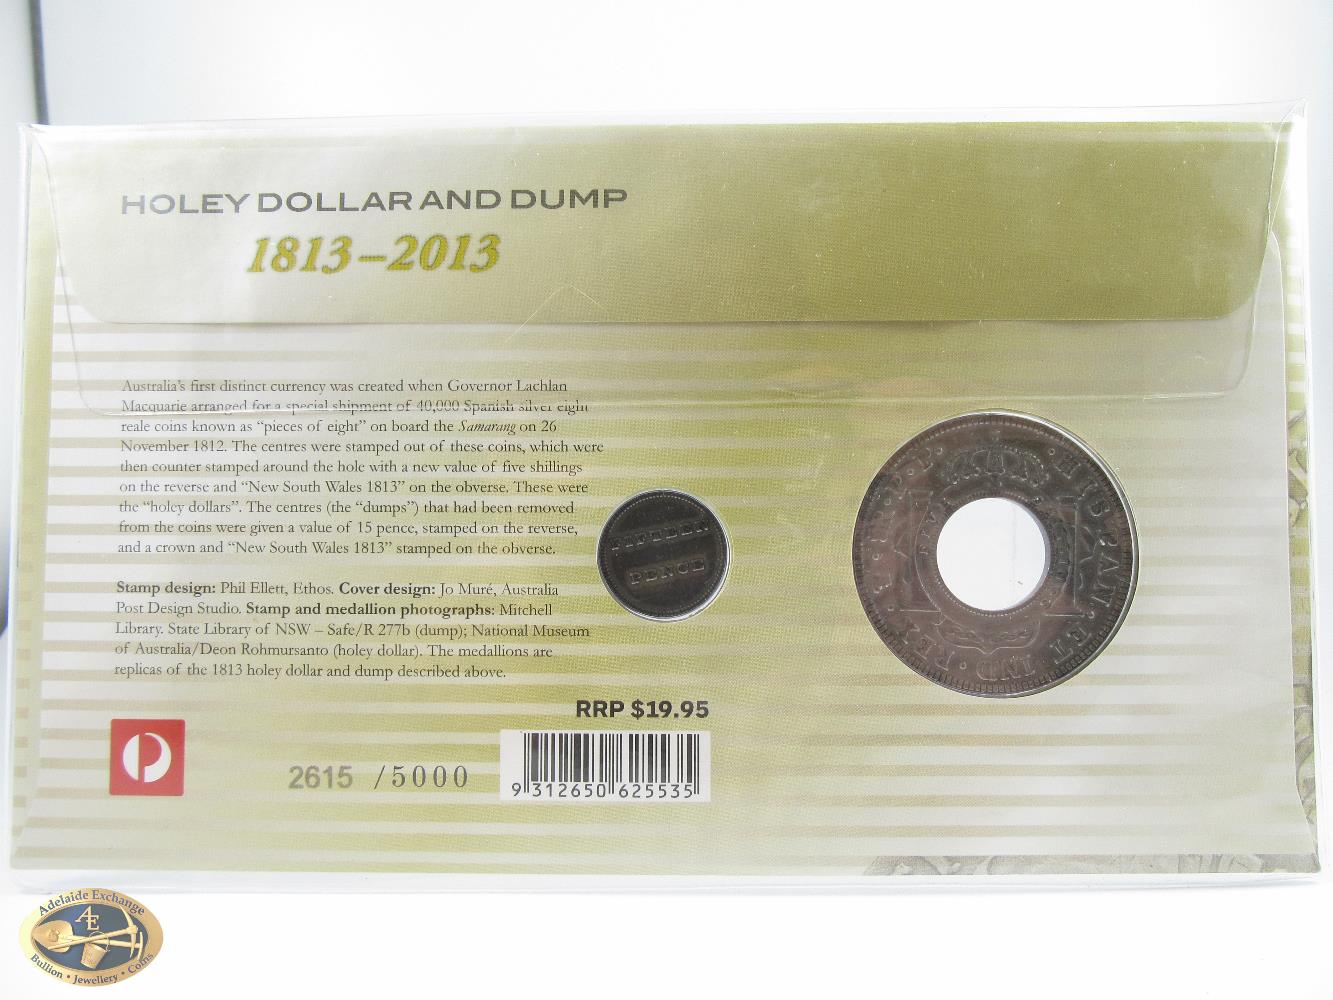 HOLEY DOLLAR AND DUMP
1813–2013
Australia's first distinct currency was created when Governor Lachlan
Macquarie arranged for a special shipment of 40,000 Spanish silver eight
reale coins known as “pieces of eight” on board the Samarang on 26
November 1812. The centres were stamped out of these coins, which were
then counter stamped around the hole with a new value of five shillings
on the reverse and “New South Wales 1813” on the obverse. These were
the “holey dollars”. The centres (the “dumps”) that had been removed
from the coins were given a value of 15 pence, stamped on the reverse,
and a crown and “New South Wales 1813” stamped on the obverse.
Stamp design: Phil Ellett, Ethos. Cover design: Jo Muré, Australia
Post Design Studio. Stamp and medallion photographs: Mitchell
Library. State Library of NSW – Safe/R 277b (dump); National Museum
of Australia/Deon Rohmursanto (holey dollar). The medallions are
replicas of the 1813 holey dollar and dump described above.
FIFTEEN
PENCE
HISPAN ET IND REX
RRP $19.95
2615 /5000
9 312650 625535
Adelaide Exchange
AE
Bullion • Jewellery • Coins